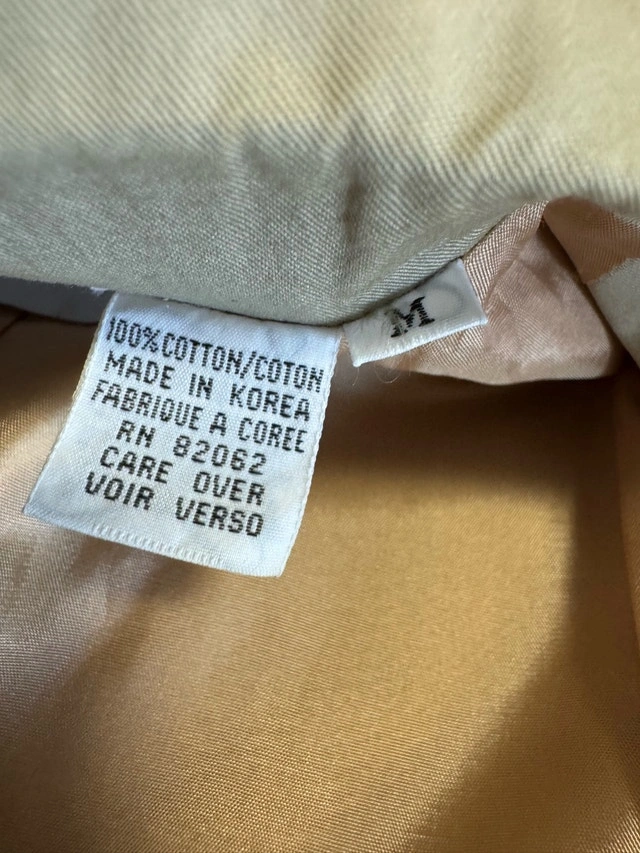 100% COTTON/COTON
MADE IN KOREA
FABRIQUE A COREE
RN 82062
CARE OVER
VOIR VERSO
M